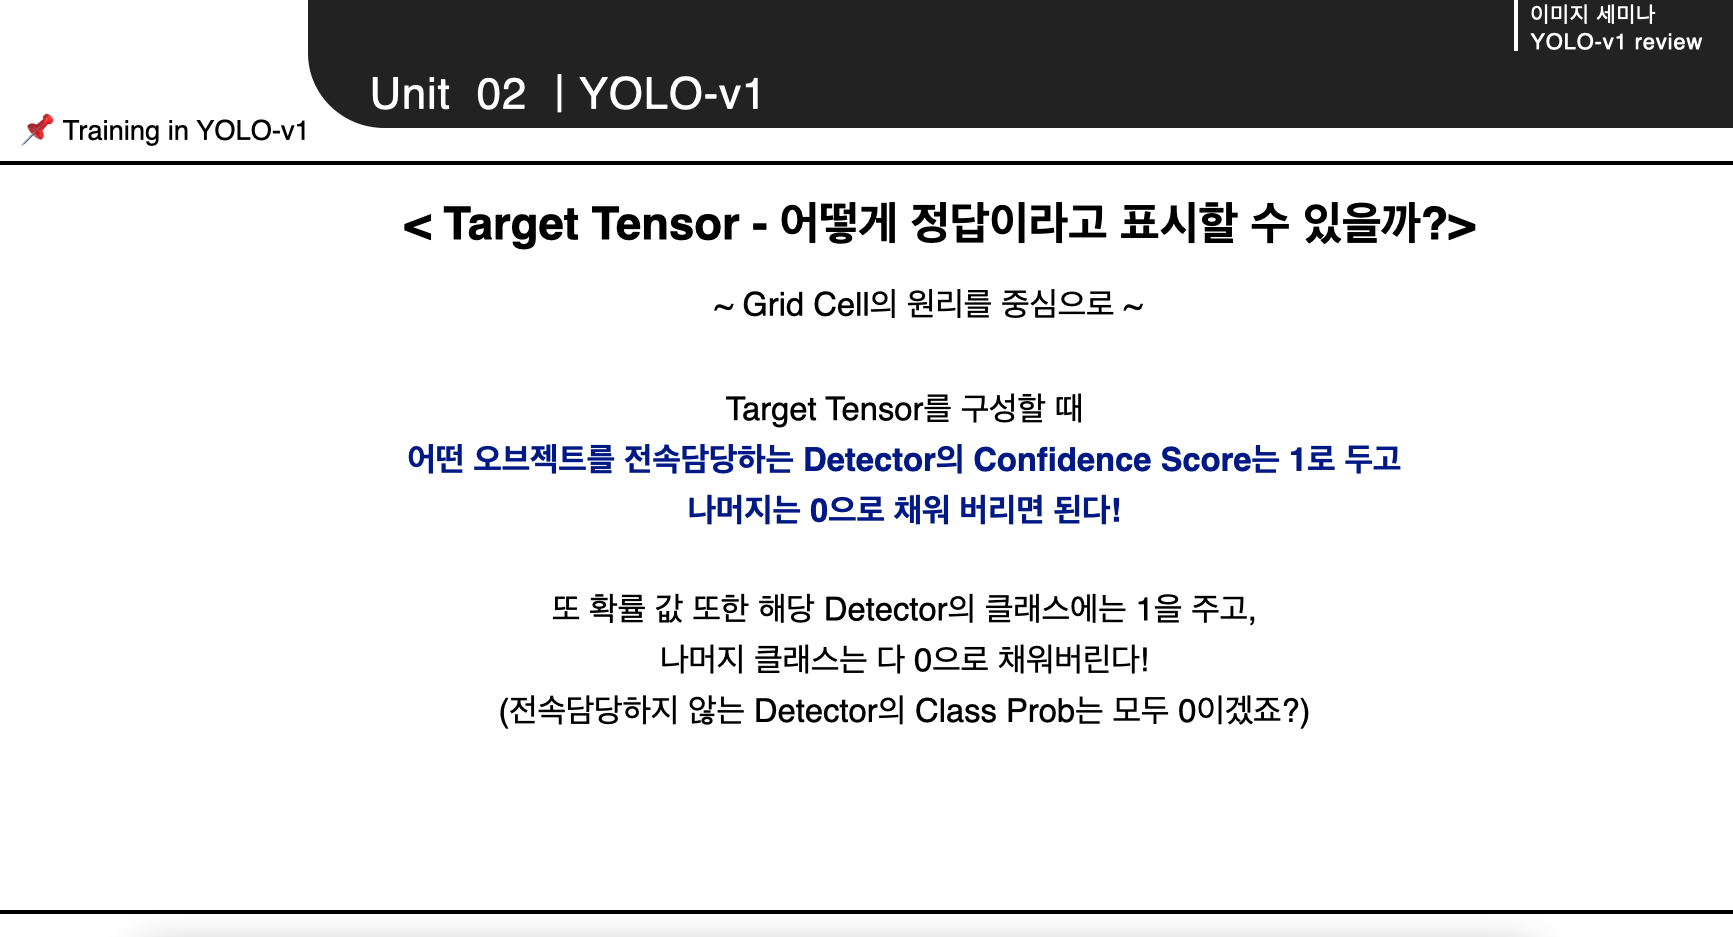 이미지 세미나
YOLO-v1 review
Unit 02 | YOLO-v1
Training in YOLO-v1
< Target Tensor - 어떻게 정답이라고 표시할 수 있을까?>
~ Grid Cell의 원리를 중심으로 ~
Target Tensor를 구성할 때
어떤 오브젝트를 전속담당하는 Detector의 Confidence Score는 1로 두고
나머지는 0으로 채워 버리면 된다!
또 확률 값 또한 해당 Detector의 클래스에는 1을 주고,
나머지 클래스는 다 0으로 채워버린다!
(전속담당하지 않는 Detector의 Class Prob는 모두 0이겠죠?)